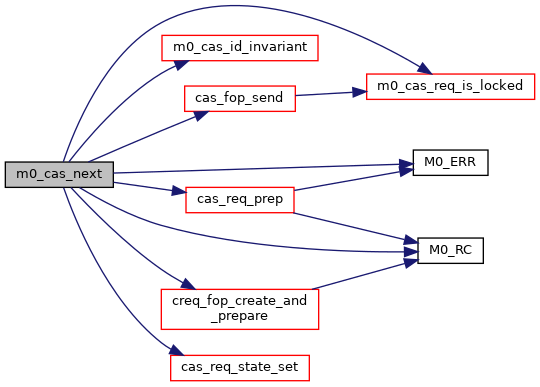 m0_cas_id_invariant
m0_cas_req_is_locked
cas_fop_send
M0_ERR
m0_cas_next
cas_req_prep
M0_RC
creq_fop_create_and
_prepare
cas_req_state_set